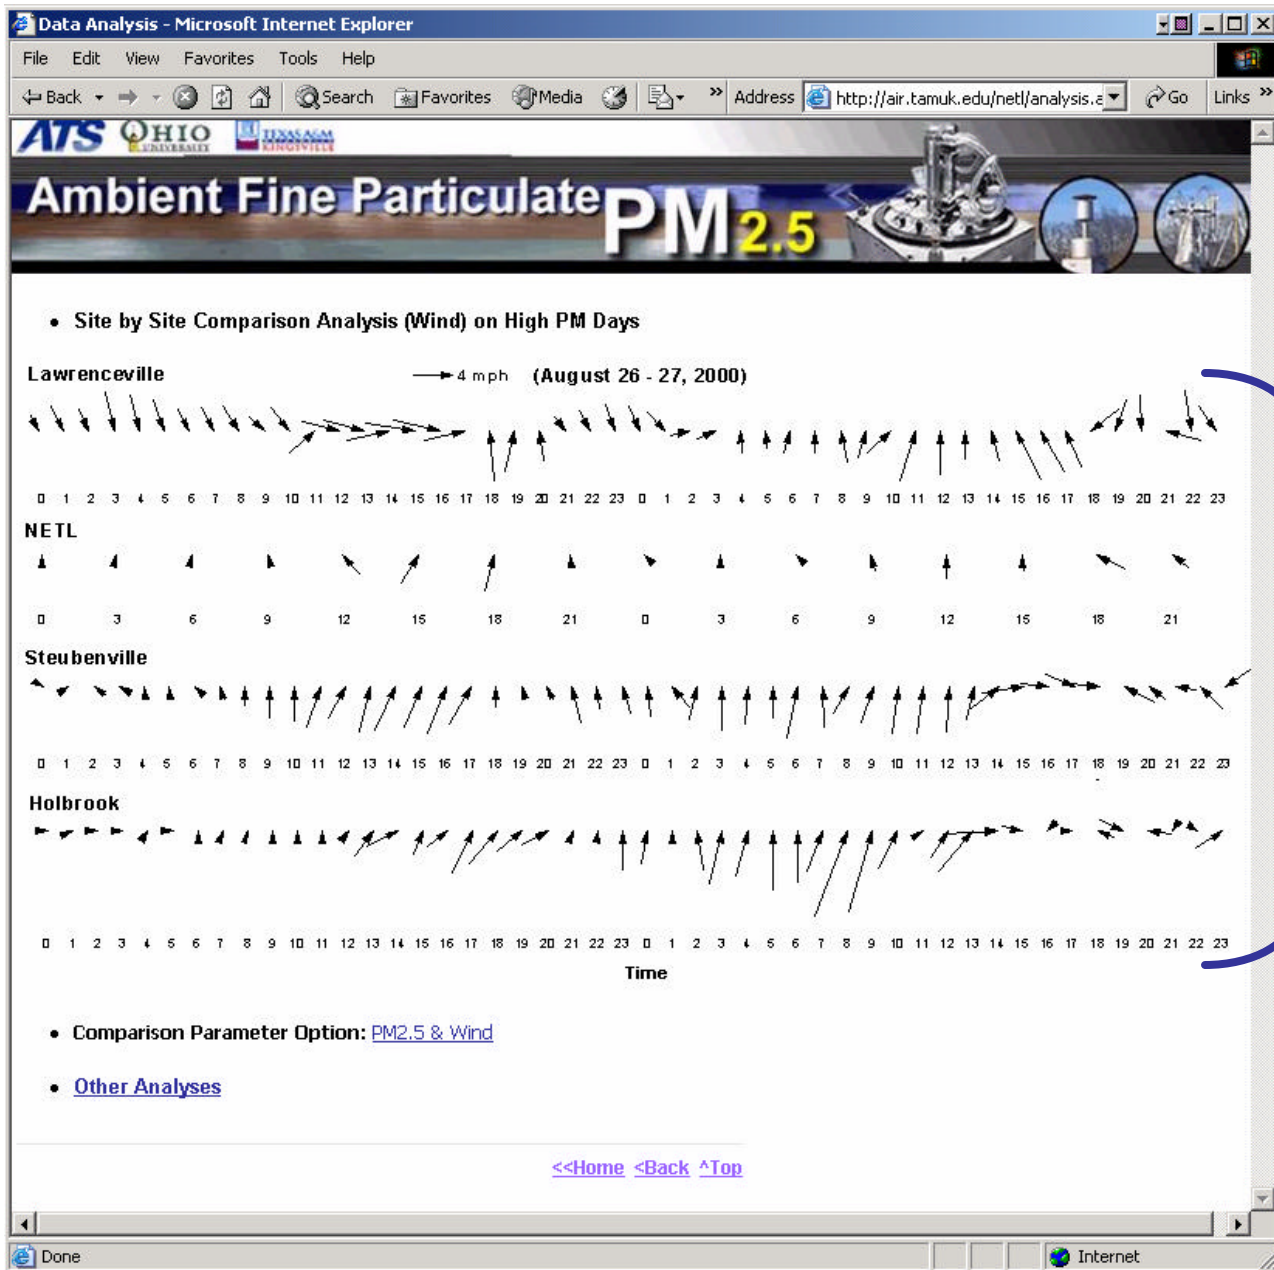 Data Analysis - Microsoft Internet Explorer
File Edit View Favorites Tools Help
Back Search Favorites Media » Address http://air.tamuk.edu/netl/analysis.a Go Links »
ATS OHIO UNIVERSITY TEXAS A&M KINGSVILLE
Ambient Fine Particulate PM2.5
• Site by Site Comparison Analysis (Wind) on High PM Days
Lawrenceville 4 mph (August 26 - 27, 2000)
0 1 2 3 4 5 6 7 8 9 10 11 12 13 14 15 16 17 18 19 20 21 22 23 0 1 2 3 4 5 6 7 8 9 10 11 12 13 14 15 16 17 18 19 20 21 22 23
NETL
0 3 6 9 12 15 18 21 0 3 6 9 12 15 18 21
Steubenville
0 1 2 3 4 5 6 7 8 9 10 11 12 13 14 15 16 17 18 19 20 21 22 23 0 1 2 3 4 5 6 7 8 9 10 11 12 13 14 15 16 17 18 19 20 21 22 23
Holbrook
0 1 2 3 4 5 6 7 8 9 10 11 12 13 14 15 16 17 18 19 20 21 22 23 0 1 2 3 4 5 6 7 8 9 10 11 12 13 14 15 16 17 18 19 20 21 22 23
Time
• Comparison Parameter Option: PM2.5 & Wind
• Other Analyses
<<Home <Back ^Top
Done Internet